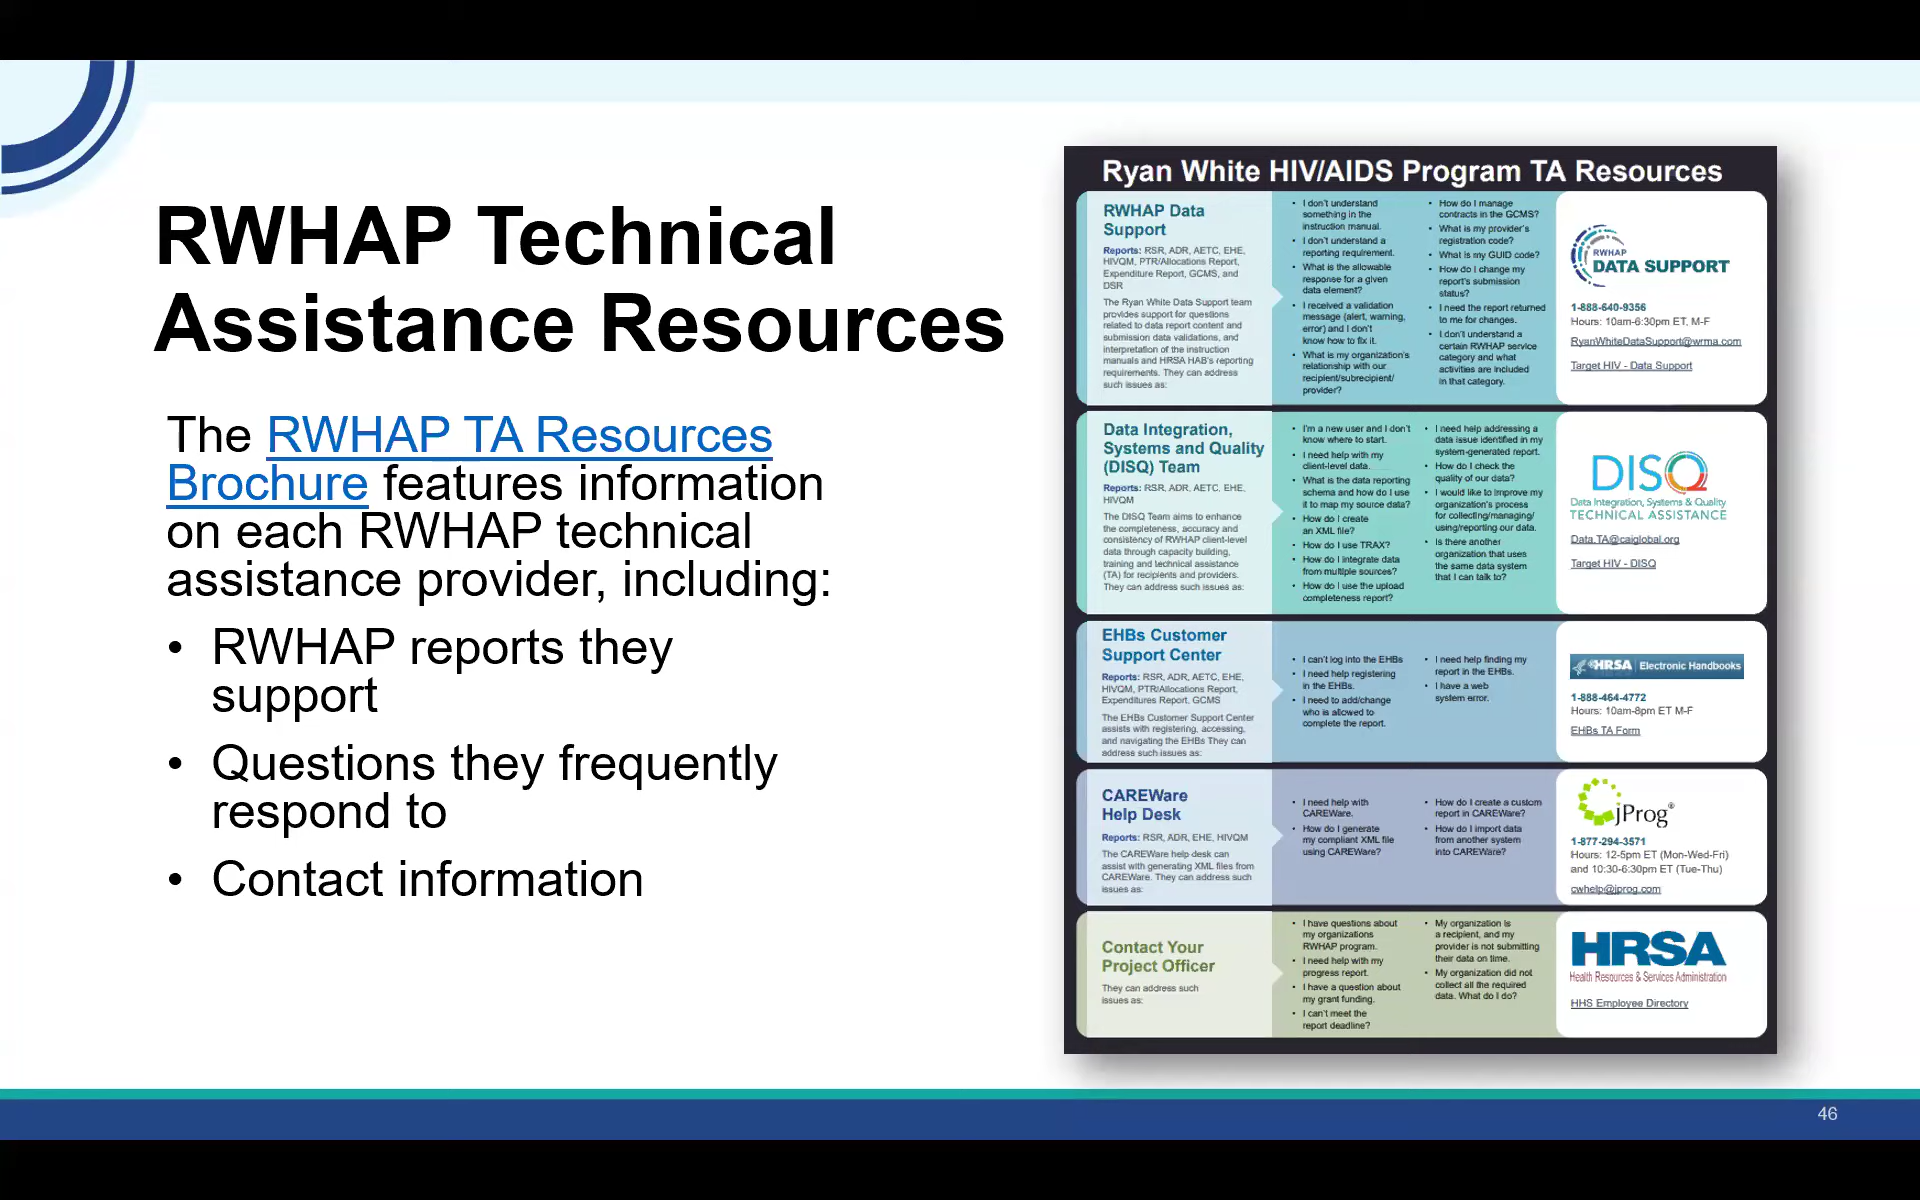 RWHAP Technical
Assistance Resources
The RWHAP TA Resources
Brochure features information
on each RWHAP technical
assistance provider, including:
• RWHAP reports they
support
• Questions they frequently
respond to
• Contact information
Ryan White HIV/AIDS Program TA Resources
RWHAP Data
Support
Reports: RSR, ADR, AETC, EHE,
HIVQM, PTR/Allocations Report,
Expenditure Report, GCMS, and
DSR
The Ryan White Data Support team
provides support for questions
related to data report content and
submission data validations, and
interpretation of the instruction
manuals and HRSA HAB's reporting
requirements. They can address
such issues as:
• I don't understand
something in the
instruction manual.
• I don't understand a
reporting requirement.
• What is the allowable
response for a given
data element?
• I received a validation
message (alert, warning,
error) and I don't
know how to fix it.
• What is my organization's
relationship with our
recipient/subrecipient/
provider?
• How do I manage
contracts in the GCMS?
• What is my provider's
registration code?
• What is my GUID code?
• How do I change my
report's submission
status?
• I need the report returned
to me for changes.
• I don't understand a
certain RWHAP service
category and what
activities are included
in that category.
RWHAP
DATA SUPPORT
1-888-640-9356
Hours: 10am-6:30pm ET, M-F
RyanWhiteDataSupport@wrma.com
Target HIV - Data Support
Data Integration,
Systems and Quality
(DISQ) Team
Reports: RSR, ADR, AETC. EHE,
HIVQM
The DISQ Team aims to enhance
the completeness, accuracy and
consistency of RWHAP client-level
data through capacity building,
training and technical assistance
(TA) for recipients and providers.
They can address such issues as:
• I'm a new user and I don't
know where to start.
• I need help with my
client-level data.
• What is the data reporting
schema and how do I use
it to map my source data?
• How do I create
an XML file?
• How do I use TRAX?
• How do I integrate data
from multiple sources?
• How do I use the upload
completeness report?
• I need help addressing a
data issue identified in my
system-generated report.
• How do I check the
quality of our data?
• I would like to improve my
organization's process
for collecting/managing/
using/reporting our data.
• Is there another
organization that uses
the same data system
that I can talk to?
DISQ
Data Integration, Systems & Quality
TECHNICAL ASSISTANCE
Data.TA@caiglobal.org
Target HIV - DISQ
EHBs Customer
Support Center
Reports: RSR, ADR, AETC, EHE,
HIVQM, PTR/Allocations Report,
Expenditures Report, GCMS
The EHBs Customer Support Center
assists with registering, accessing,
and navigating the EHBs They can
address such issues as:
• I can't log into the EHBs
• I need help registering
in the EHBs.
• I need to add/change
who is allowed to
complete the report.
• I need help finding my
report in the EHBs.
• I have a web
system error.
HRSA Electronic Handbooks
1-888-464-4772
Hours: 10am-8pm ET M-F
EHBs TA Form
CAREWare
Help Desk
Reports: RSR, ADR, EHE, HIVQM
The CAREWare help desk can
assist with generating XML files from
CAREWare. They can address such
issues as:
• I need help with
CAREWare.
• How do I generate
my compliant XML file
using CAREWare?
• How do I create a custom
report in CAREWare?
• How do I import data
from another system
into CAREWare?
jProg®
1-877-294-3571
Hours: 12-5pm ET (Mon-Wed-Fri)
and 10:30-6:30pm ET (Tue-Thu)
cwhelp@jprog.com
Contact Your
Project Officer
They can address such
issues as:
• I have questions about
my organizations
RWHAP program.
• I need help with my
progress report.
• I have a question about
my grant funding.
• I can't meet the
report deadline?
• My organization is
a recipient, and my
provider is not submitting
their data on time.
• My organization did not
collect all the required
data. What do I do?
HRSA
Health Resources & Services Administration
HHS Employee Directory
46